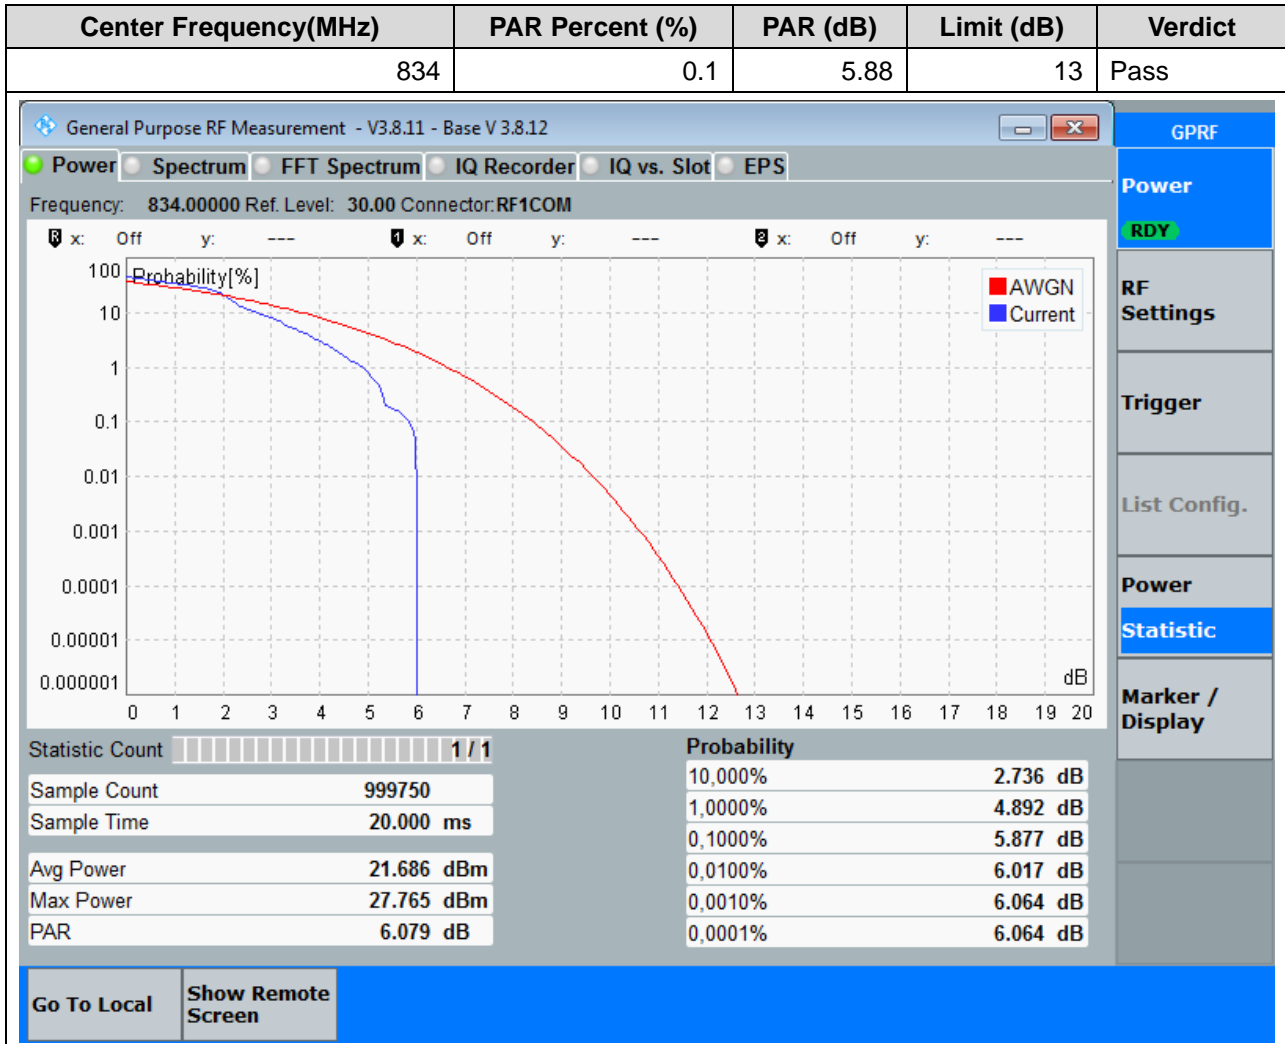 Center Frequency(MHz) PAR Percent (%) PAR (dB) Limit (dB) Verdict
834 0.1 5.88 13 Pass
General Purpose RF Measurement - V3.8.11 - Base V 3.8.12
GPRF
Power Spectrum FFT Spectrum IQ Recorder IQ vs. Slot EPS
Power
RDY
Frequency: 834.00000 Ref. Level: 30.00 Connector: RF1COM
R x: Off y: --- 1 x: Off y: --- 2 x: Off y: ---
Probability[%]
AWGN
Current
100
10
1
0.1
0.01
0.001
0.0001
0.00001
0.000001
dB
0 1 2 3 4 5 6 7 8 9 10 11 12 13 14 15 16 17 18 19 20
RF
Settings
Trigger
List Config.
Power
Statistic
Marker /
Display
Statistic Count 1 / 1
Sample Count 999750
Sample Time 20.000 ms
Avg Power 21.686 dBm
Max Power 27.765 dBm
PAR 6.079 dB
Probability
10,000% 2.736 dB
1,0000% 4.892 dB
0,1000% 5.877 dB
0,0100% 6.017 dB
0,0010% 6.064 dB
0,0001% 6.064 dB
Go To Local
Show Remote
Screen